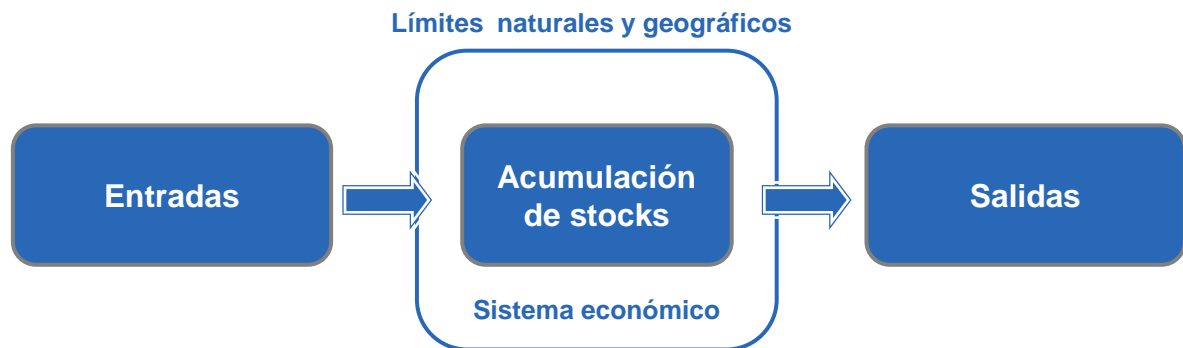 Límites naturales y geográficos
Entradas
Acumulación
de stocks
Salidas
Sistema económico